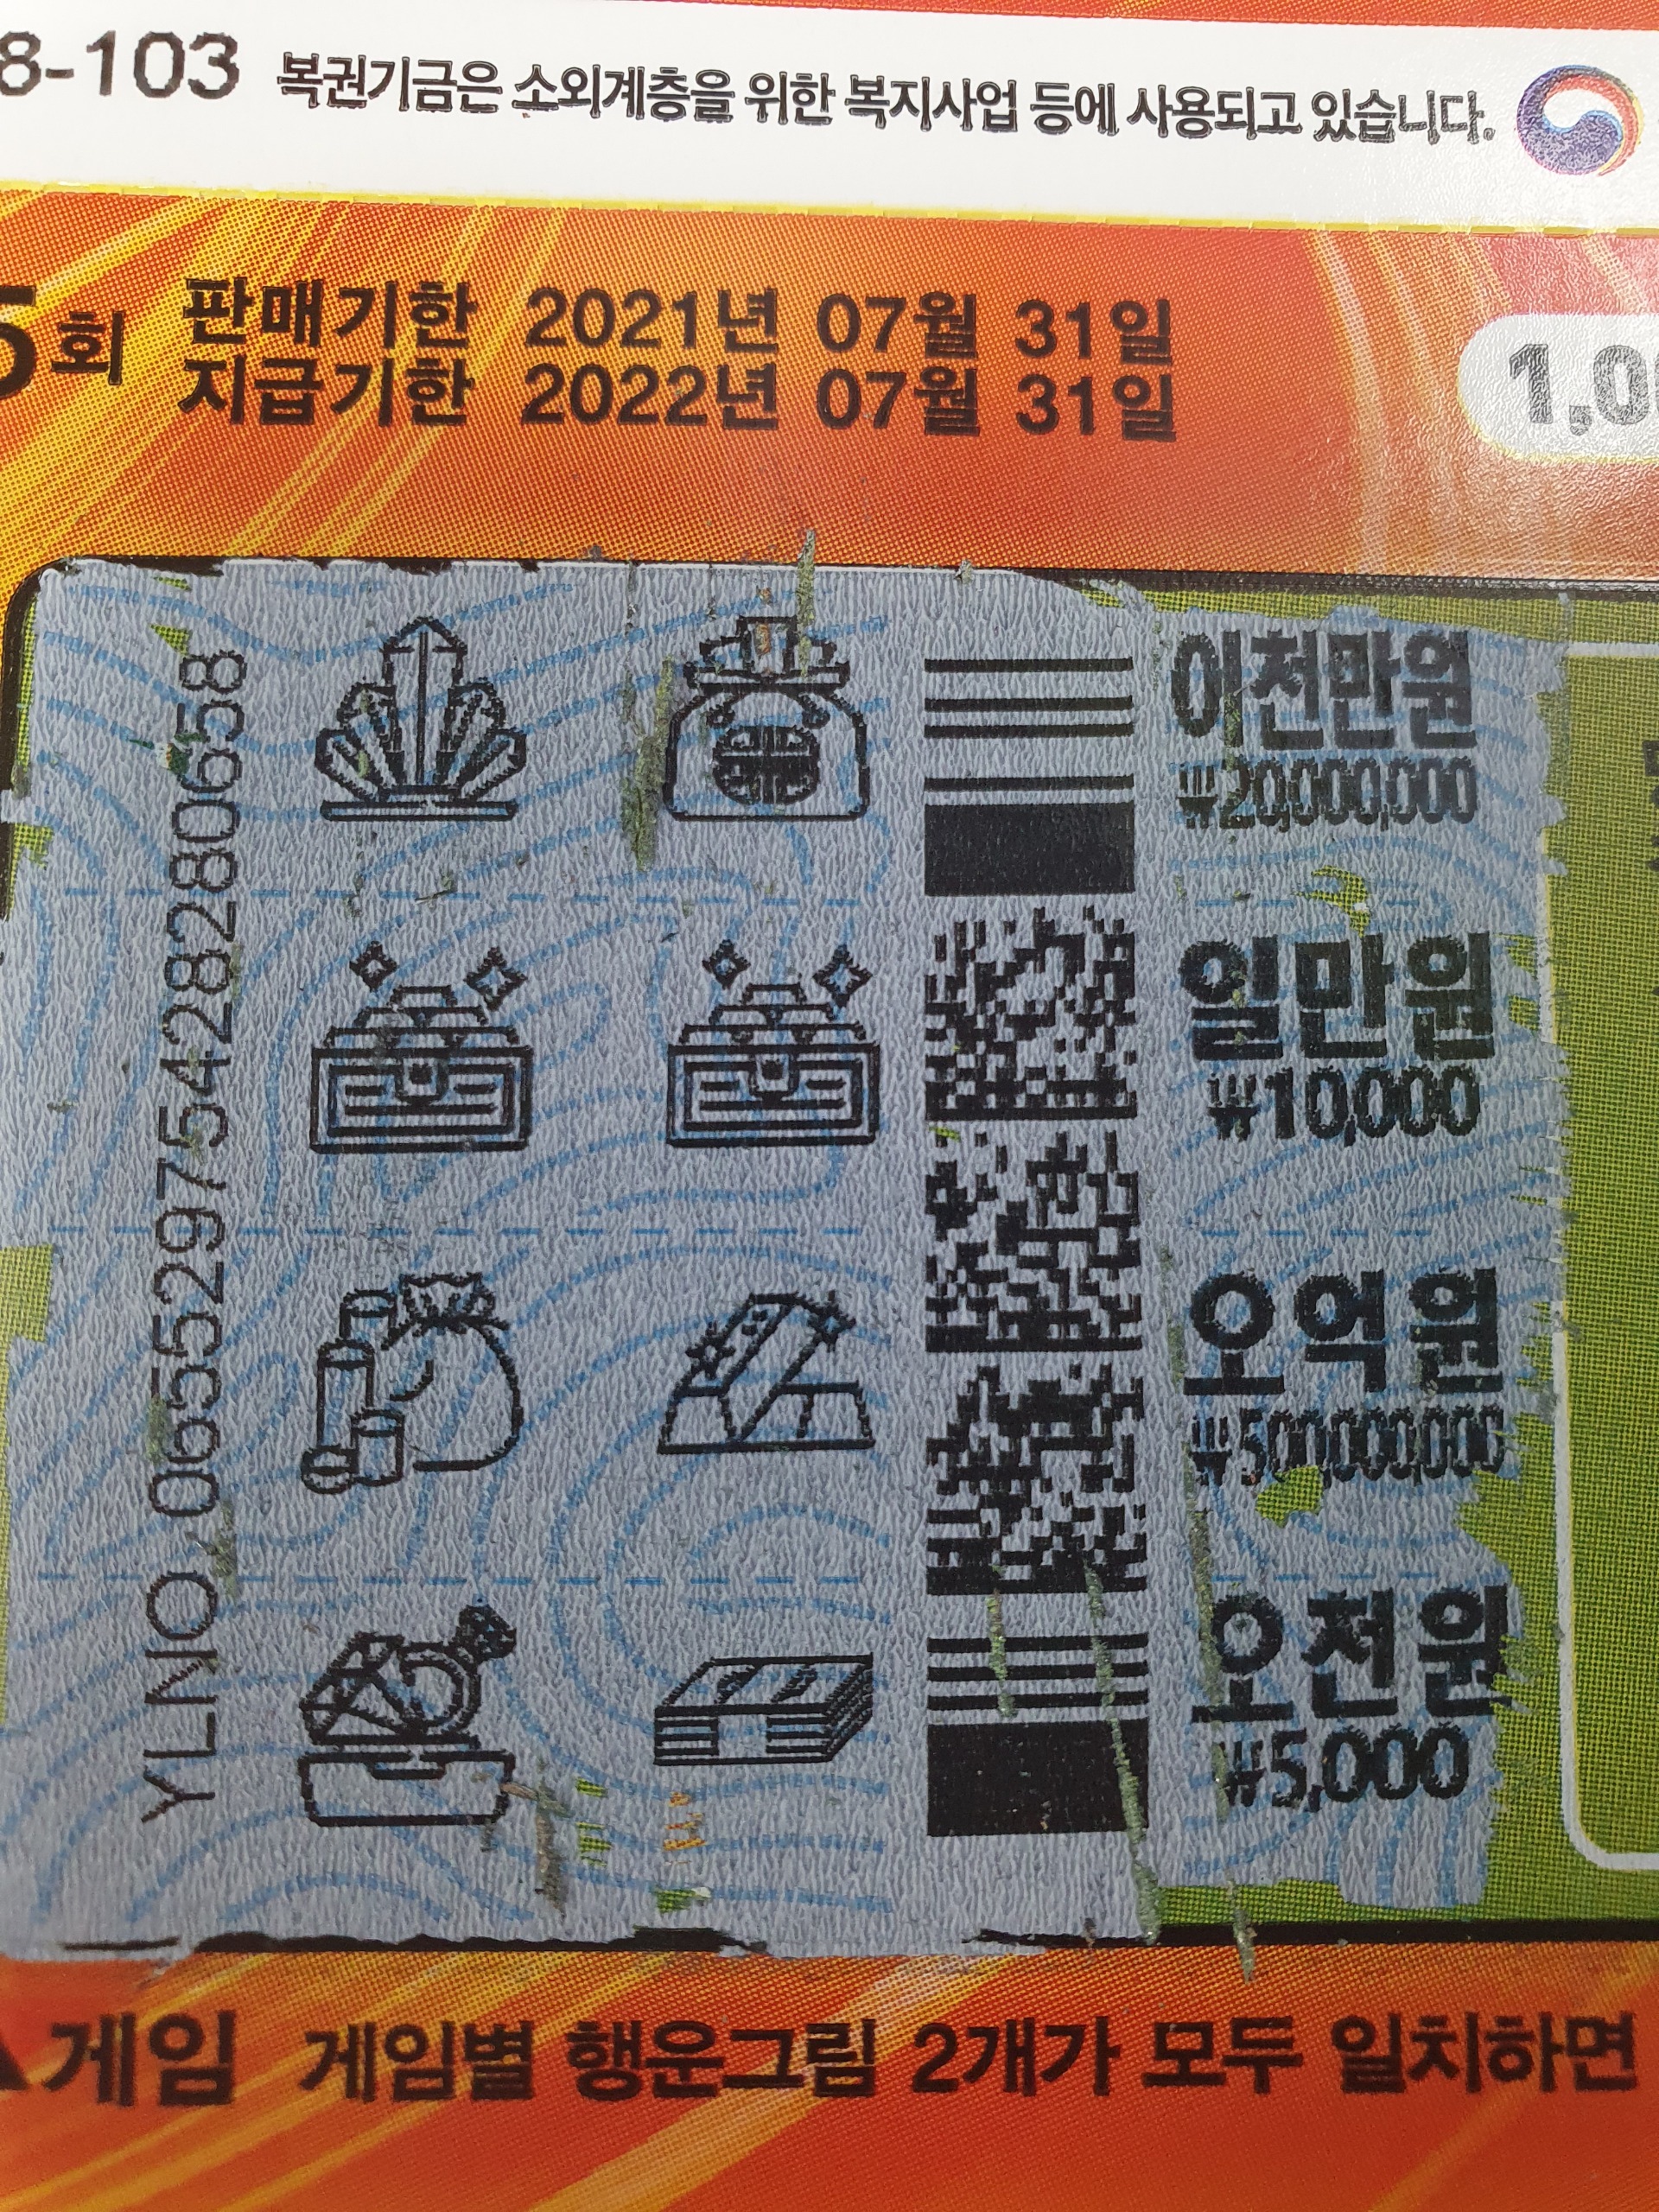 8-103 복권기금은 소외계층을 위한 복지사업 등에 사용되고 있습니다.
5회
판매기한 2021년 07월 31일
지급기한 2022년 07월 31일
이천만원
₩20,000,000
일만원
₩10,000
오억원
₩500,000,000
오천원
₩5,000
YLNO.06552975428280658
게임 게임별 행운그림 2개가 모두 일치하면